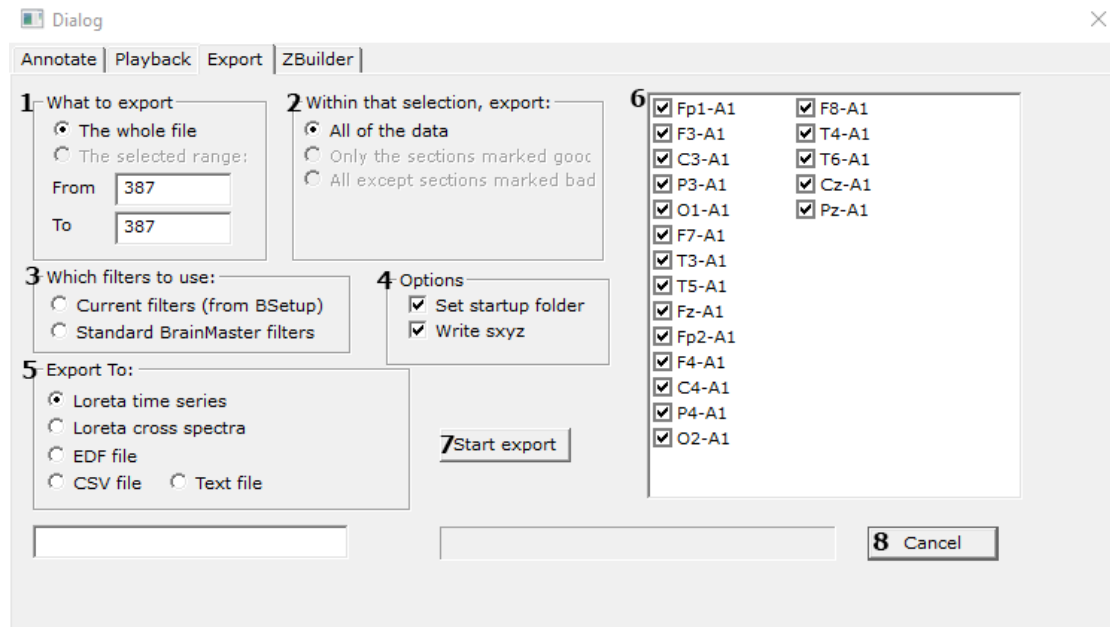 Dialog
Annotate Playback Export ZBuilder
1 What to export
The whole file
The selected range:
From 387
To 387
2 Within that selection, export:
All of the data
Only the sections marked gooc
All except sections marked bad
3 Which filters to use:
Current filters (from BSetup)
Standard BrainMaster filters
4 Options
Set startup folder
Write sxyz
5 Export To:
Loreta time series
Loreta cross spectra
EDF file
CSV file Text file
6
Fp1-A1
F3-A1
C3-A1
P3-A1
O1-A1
F7-A1
T3-A1
T5-A1
Fz-A1
Fp2-A1
F4-A1
C4-A1
P4-A1
O2-A1
F8-A1
T4-A1
T6-A1
Cz-A1
Pz-A1
7 Start export
8 Cancel